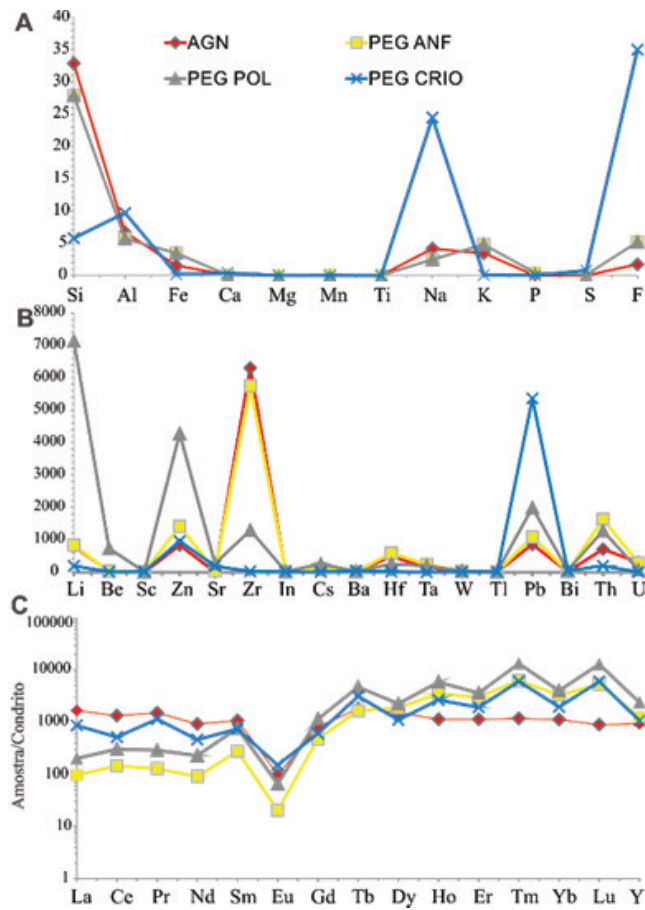 A
AGN
PEG ANF
PEG POL
PEG CRIO
40
35
30
25
20
15
10
5
0
Si Al Fe Ca Mg Mn Ti Na K P S F
B
8000
7000
6000
5000
4000
3000
2000
1000
0
Li Be Sc Zn Sr Zr In Cs Ba Hf Ta W Tl Pb Bi Th U
C
100000
10000
1000
100
10
1
Amostra/Condrito
La Ce Pr Nd Sm Eu Gd Tb Dy Ho Er Tm Yb Lu Y